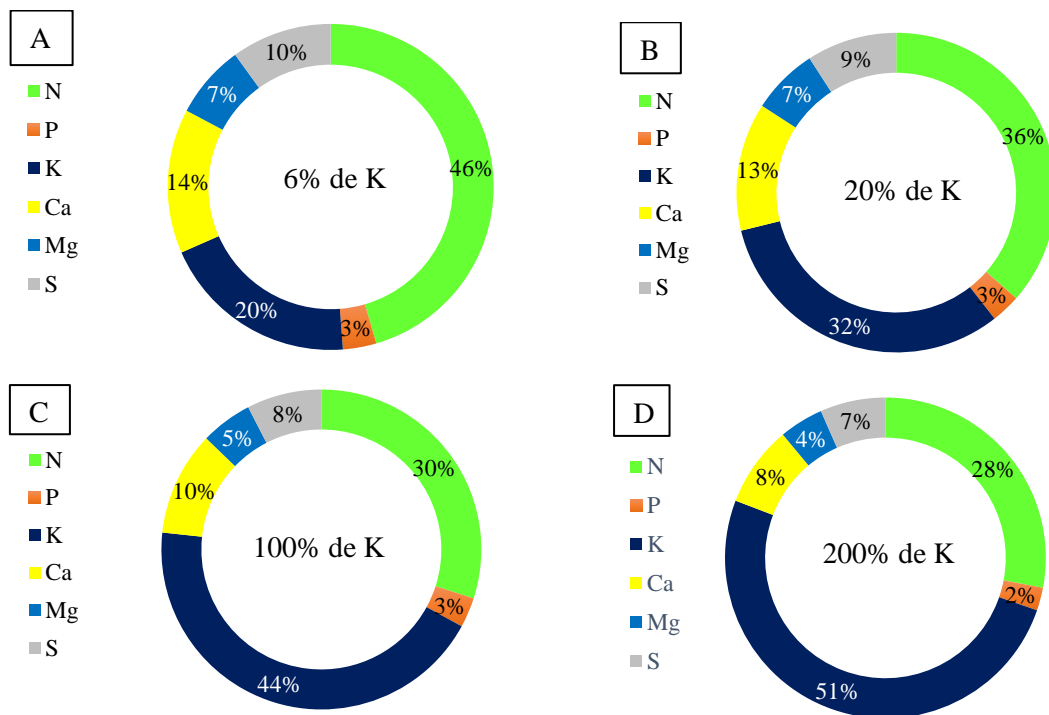 A
N
P
K
Ca
Mg
S
10%
7%
14%
20%
3%
46%
6% de K
B
N
P
K
Ca
Mg
S
9%
7%
13%
32%
3%
36%
20% de K
C
N
P
K
Ca
Mg
S
8%
5%
10%
44%
3%
30%
100% de K
D
N
P
K
Ca
Mg
S
7%
4%
8%
51%
2%
28%
200% de K